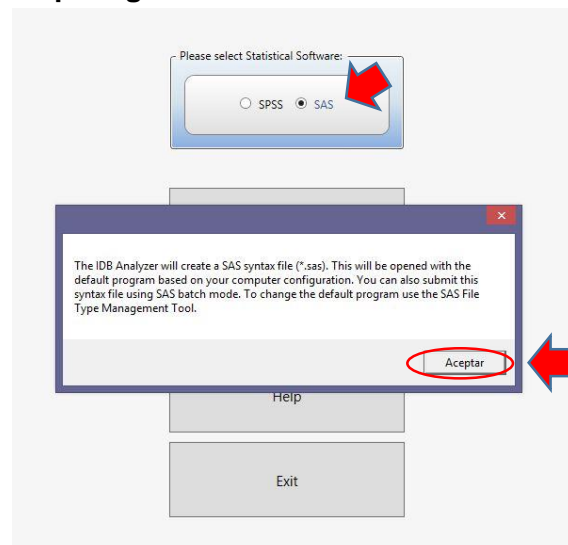 Please select Statistical Software:
SPSS SAS
The IDB Analyzer will create a SAS syntax file (*.sas). This will be opened with the
default program based on your computer configuration. You can also submit this
syntax file using SAS batch mode. To change the default program use the SAS File
Type Management Tool.
Aceptar
Help
Exit